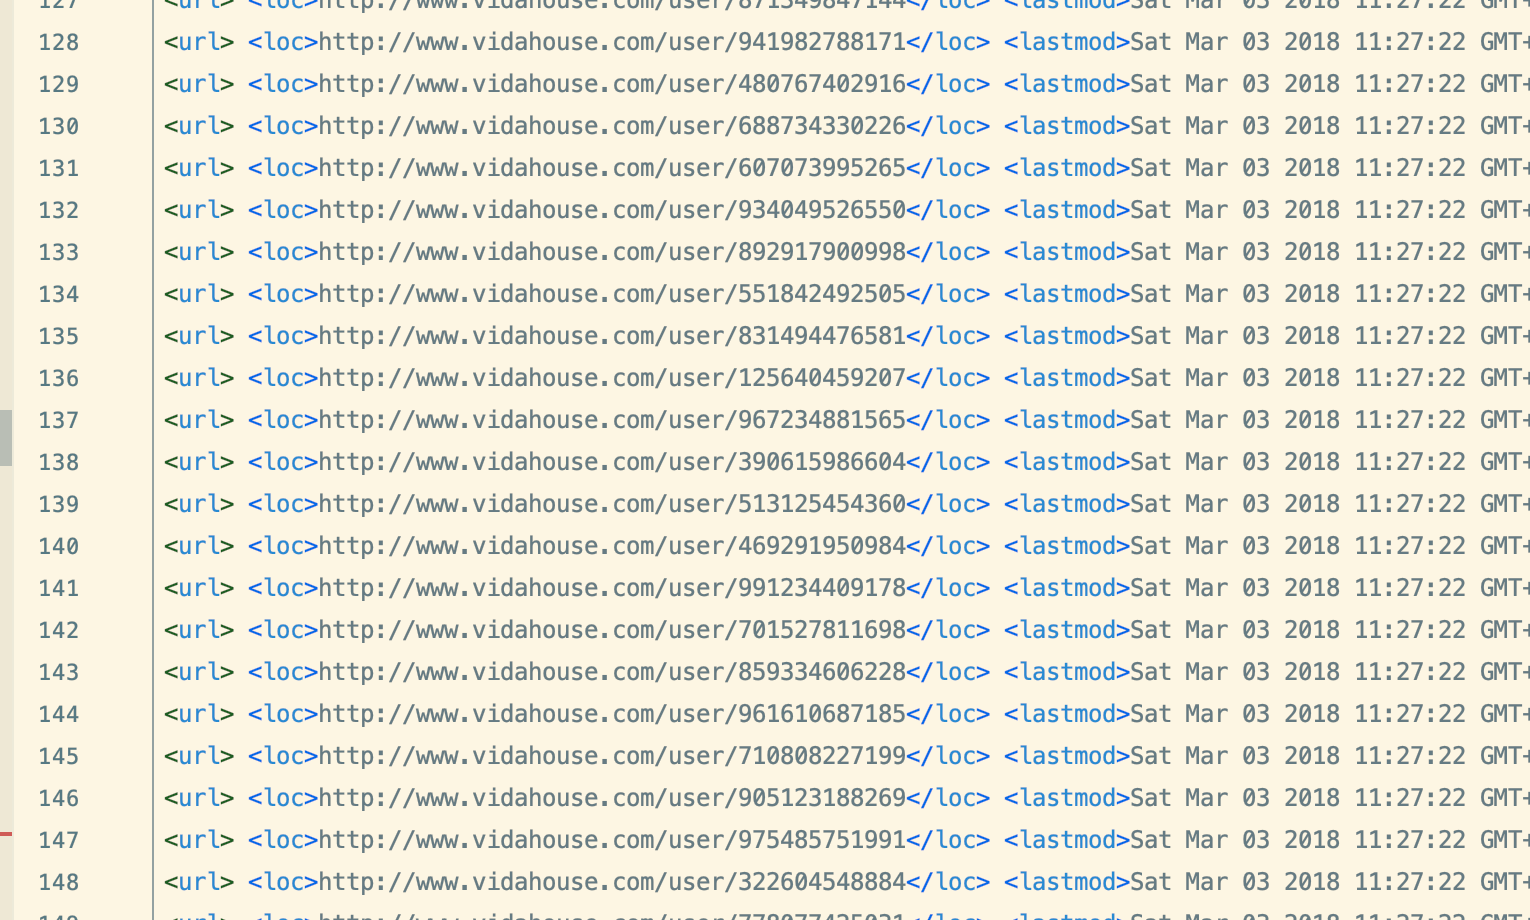 127 <url> <loc>http://www.vidahouse.com/user/871349847144</loc> <lastmod>Sat Mar 03 2018 11:27:22 GMT+
128 <url> <loc>http://www.vidahouse.com/user/941982788171</loc> <lastmod>Sat Mar 03 2018 11:27:22 GMT+
129 <url> <loc>http://www.vidahouse.com/user/480767402916</loc> <lastmod>Sat Mar 03 2018 11:27:22 GMT+
130 <url> <loc>http://www.vidahouse.com/user/688734330226</loc> <lastmod>Sat Mar 03 2018 11:27:22 GMT+
131 <url> <loc>http://www.vidahouse.com/user/607073995265</loc> <lastmod>Sat Mar 03 2018 11:27:22 GMT+
132 <url> <loc>http://www.vidahouse.com/user/934049526550</loc> <lastmod>Sat Mar 03 2018 11:27:22 GMT+
133 <url> <loc>http://www.vidahouse.com/user/892917900998</loc> <lastmod>Sat Mar 03 2018 11:27:22 GMT+
134 <url> <loc>http://www.vidahouse.com/user/551842492505</loc> <lastmod>Sat Mar 03 2018 11:27:22 GMT+
135 <url> <loc>http://www.vidahouse.com/user/831494476581</loc> <lastmod>Sat Mar 03 2018 11:27:22 GMT+
136 <url> <loc>http://www.vidahouse.com/user/125640459207</loc> <lastmod>Sat Mar 03 2018 11:27:22 GMT+
137 <url> <loc>http://www.vidahouse.com/user/967234881565</loc> <lastmod>Sat Mar 03 2018 11:27:22 GMT+
138 <url> <loc>http://www.vidahouse.com/user/390615986604</loc> <lastmod>Sat Mar 03 2018 11:27:22 GMT+
139 <url> <loc>http://www.vidahouse.com/user/513125454360</loc> <lastmod>Sat Mar 03 2018 11:27:22 GMT+
140 <url> <loc>http://www.vidahouse.com/user/469291950984</loc> <lastmod>Sat Mar 03 2018 11:27:22 GMT+
141 <url> <loc>http://www.vidahouse.com/user/991234409178</loc> <lastmod>Sat Mar 03 2018 11:27:22 GMT+
142 <url> <loc>http://www.vidahouse.com/user/701527811698</loc> <lastmod>Sat Mar 03 2018 11:27:22 GMT+
143 <url> <loc>http://www.vidahouse.com/user/859334606228</loc> <lastmod>Sat Mar 03 2018 11:27:22 GMT+
144 <url> <loc>http://www.vidahouse.com/user/961610687185</loc> <lastmod>Sat Mar 03 2018 11:27:22 GMT+
145 <url> <loc>http://www.vidahouse.com/user/710808227199</loc> <lastmod>Sat Mar 03 2018 11:27:22 GMT+
146 <url> <loc>http://www.vidahouse.com/user/905123188269</loc> <lastmod>Sat Mar 03 2018 11:27:22 GMT+
147 <url> <loc>http://www.vidahouse.com/user/975485751991</loc> <lastmod>Sat Mar 03 2018 11:27:22 GMT+
148 <url> <loc>http://www.vidahouse.com/user/322604548884</loc> <lastmod>Sat Mar 03 2018 11:27:22 GMT+